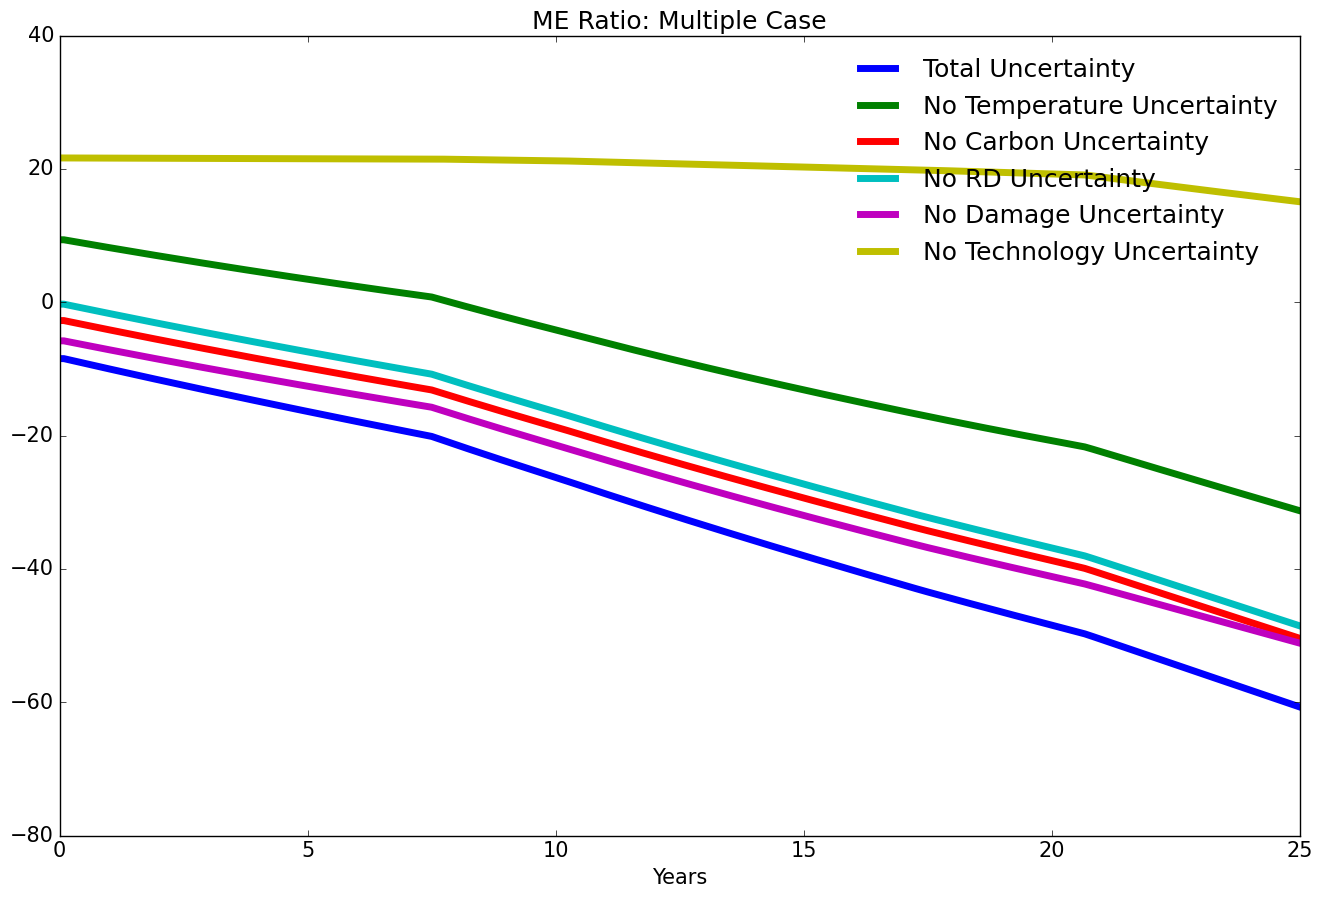 ME Ratio: Multiple Case
40
20
0
−20
−40
−60
−80
Total Uncertainty
No Temperature Uncertainty
No Carbon Uncertainty
No RD Uncertainty
No Damage Uncertainty
No Technology Uncertainty
0 5 10 15 20 25
Years